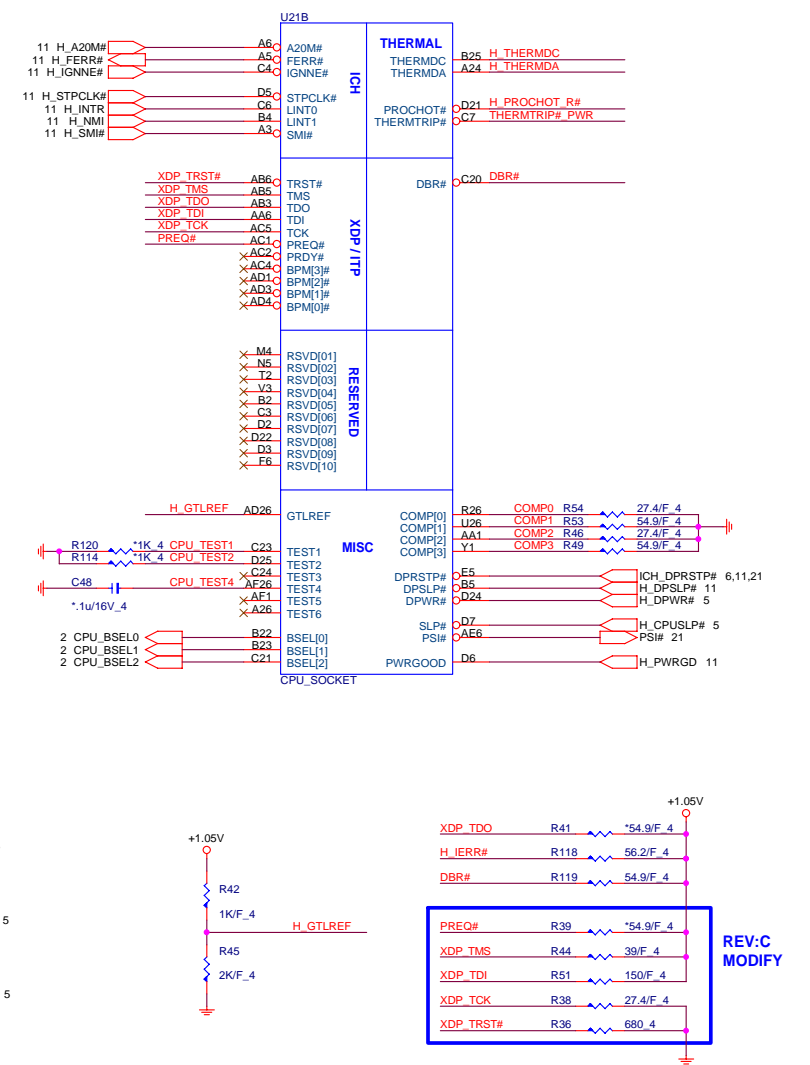 U21B
THERMAL
ICH
11 H_A20M# A6 A20M#
11 H_FERR# A5 FERR#
11 H_IGNNE# C4 IGNNE#
11 H_STPCLK# D5 STPCLK#
11 H_INTR C6 LINT0
11 H_NMI B4 LINT1
11 H_SMI# A3 SMI#
THERMDC B25 H_THERMDC
THERMDA A24 H_THERMDA
PROCHOT# D21 H_PROCHOT_R#
THERMTRIP# C7 THERMTRIP#_PWR
XDP / ITP
XDP_TRST# AB6 TRST#
XDP_TMS AB5 TMS
XDP_TDO AB3 TDO
XDP_TDI AA6 TDI
XDP_TCK AC5 TCK
PREQ# AC1 PREQ#
AC2 PRDY#
AC4 BPM[3]#
AD1 BPM[2]#
AD3 BPM[1]#
AD4 BPM[0]#
DBR# C20 DBR#
RESERVED
M4 RSVD[01]
N5 RSVD[02]
T2 RSVD[03]
V3 RSVD[04]
B2 RSVD[05]
C3 RSVD[06]
D2 RSVD[07]
D22 RSVD[08]
D3 RSVD[09]
F6 RSVD[10]
MISC
H_GTLREF AD26 GTLREF
R120 *1K_4 CPU_TEST1 C23 TEST1
R114 *1K_4 CPU_TEST2 D25 TEST2
C24 TEST3
C48 CPU_TEST4 AF26 TEST4
*.1u/16V_4
AF1 TEST5
A26 TEST6
2 CPU_BSEL0 B22 BSEL[0]
2 CPU_BSEL1 B23 BSEL[1]
2 CPU_BSEL2 C21 BSEL[2]
COMP[0] R26 COMP0 R54 27.4/F_4
COMP[1] U26 COMP1 R53 54.9/F_4
COMP[2] AA1 COMP2 R46 27.4/F_4
COMP[3] Y1 COMP3 R49 54.9/F_4
DPRSTP# E5 ICH_DPRSTP# 6,11,21
DPSLP# B5 H_DPSLP# 11
DPWR# D24 H_DPWR# 5
SLP# D7 H_CPUSLP# 5
PSI# AE6 PSI# 21
PWRGOOD D6 H_PWRGD 11
CPU_SOCKET
+1.05V
R42
1K/F_4
H_GTLREF
R45
2K/F_4
5
5
+1.05V
XDP_TDO R41 *54.9/F_4
H_IERR# R118 56.2/F_4
DBR# R119 54.9/F_4
PREQ# R39 *54.9/F_4
XDP_TMS R44 39/F_4
XDP_TDI R51 150/F_4
XDP_TCK R38 27.4/F_4
XDP_TRST# R36 680_4
REV:C
MODIFY